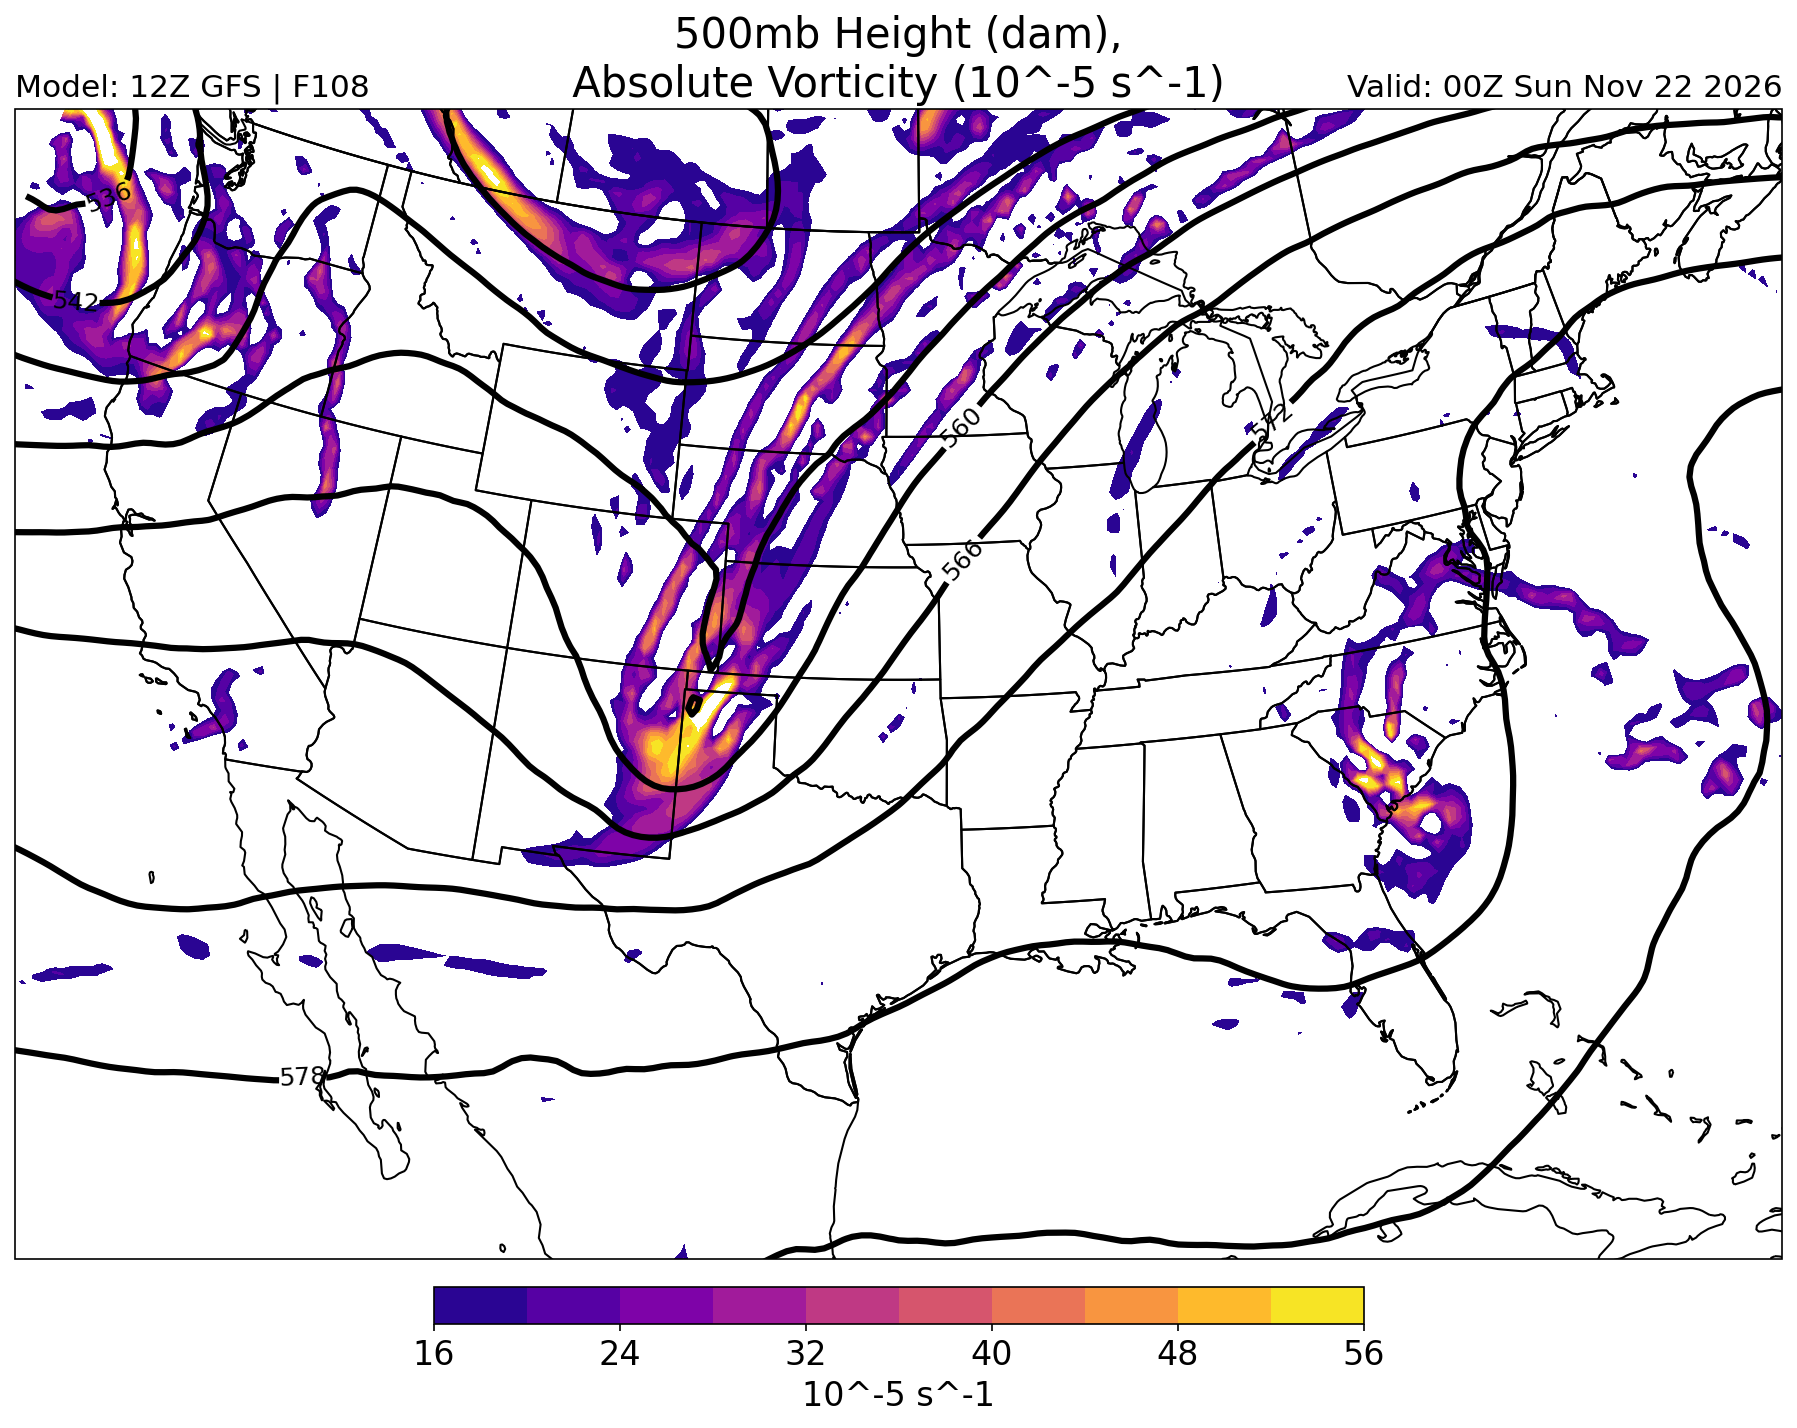 500mb Height (dam),
Model: 12Z GFS | F108
Absolute Vorticity (10^-5 s^-1)
Valid: 00Z Sun Nov 22 2026
536
542
560
572
566
578
16
24
32
40
48
56
10^-5 s^-1